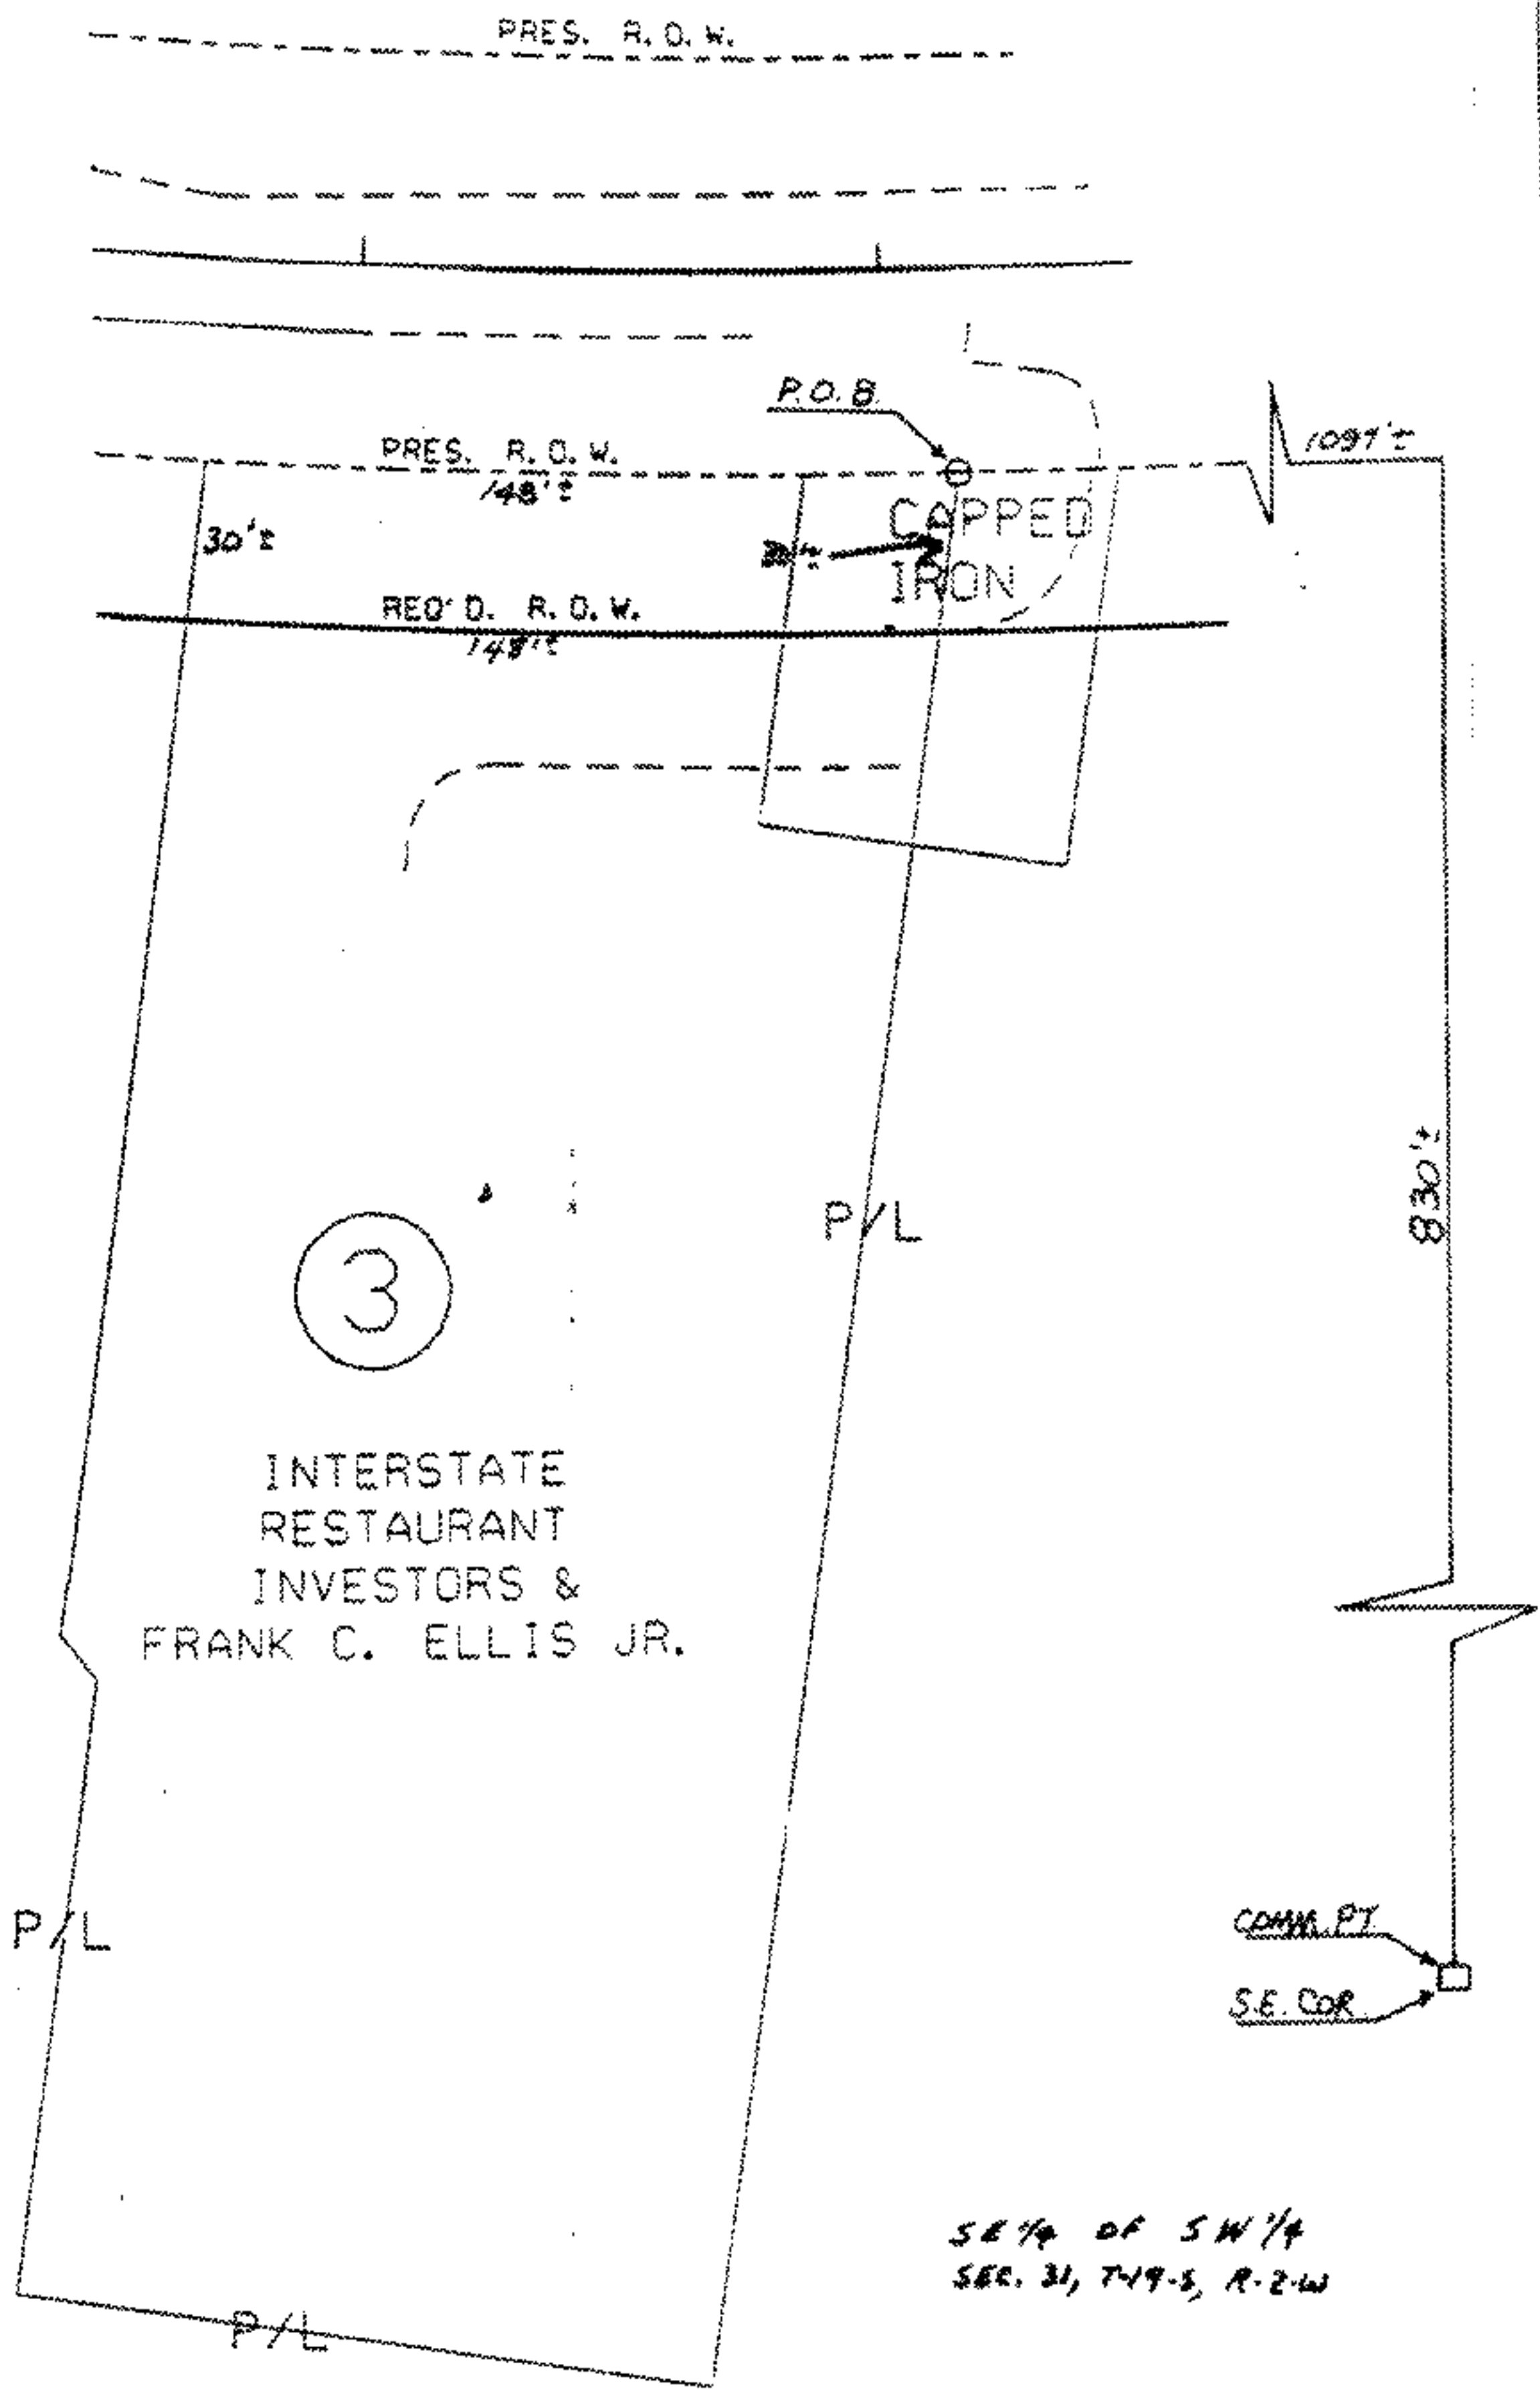 PRES. R.O.W.
P.O.B.
1097'±
PRES. R.O.W.
148'±
CAPPED
IRON
30'±
REQ'D. R.O.W.
148'±
P/L
830'±
3
INTERSTATE
RESTAURANT
INVESTORS &
FRANK C. ELLIS JR.
P/L
COMM. PT.
S.E. COR.
SE 1/4 OF SW 1/4
SEC. 31, T-19-S, R-2-W
P/L